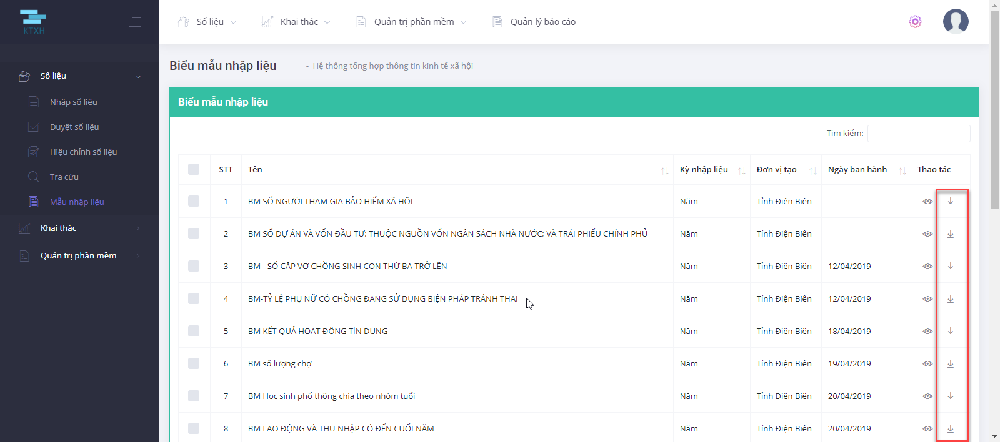 KTXH
Số liệu
Khai thác
Quản trị phần mềm
Quản lý báo cáo
Biểu mẫu nhập liệu
- Hệ thống tổng hợp thông tin kinh tế xã hội
Số liệu
Nhập số liệu
Duyệt số liệu
Hiệu chỉnh số liệu
Tra cứu
Mẫu nhập liệu
Khai thác
Quản trị phần mềm
Biểu mẫu nhập liệu
Tìm kiếm:
STT Tên Kỳ nhập liệu Đơn vị tạo Ngày ban hành Thao tác
1 BM SỐ NGƯỜI THAM GIA BẢO HIỂM XÃ HỘI Năm Tỉnh Điện Biên
2 BM SỐ DỰ ÁN VÀ VỐN ĐẦU TƯ; THUỘC NGUỒN VỐN NGÂN SÁCH NHÀ NƯỚC; VÀ TRÁI PHIẾU CHÍNH PHỦ Năm Tỉnh Điện Biên
3 BM - SỐ CẶP VỢ CHỒNG SINH CON THỨ BA TRỞ LÊN Năm Tỉnh Điện Biên 12/04/2019
4 BM-TỶ LỆ PHỤ NỮ CÓ CHỒNG ĐANG SỬ DỤNG BIỆN PHÁP TRÁNH THAI Năm Tỉnh Điện Biên 12/04/2019
5 BM KẾT QUẢ HOẠT ĐỘNG TÍN DỤNG Năm Tỉnh Điện Biên 18/04/2019
6 BM số lượng chợ Năm Tỉnh Điện Biên 19/04/2019
7 BM Học sinh phổ thông chia theo nhóm tuổi Năm Tỉnh Điện Biên 20/04/2019
8 BM LAO ĐỘNG VÀ THU NHẬP CÓ ĐẾN CUỐI NĂM Năm Tỉnh Điện Biên 20/04/2019